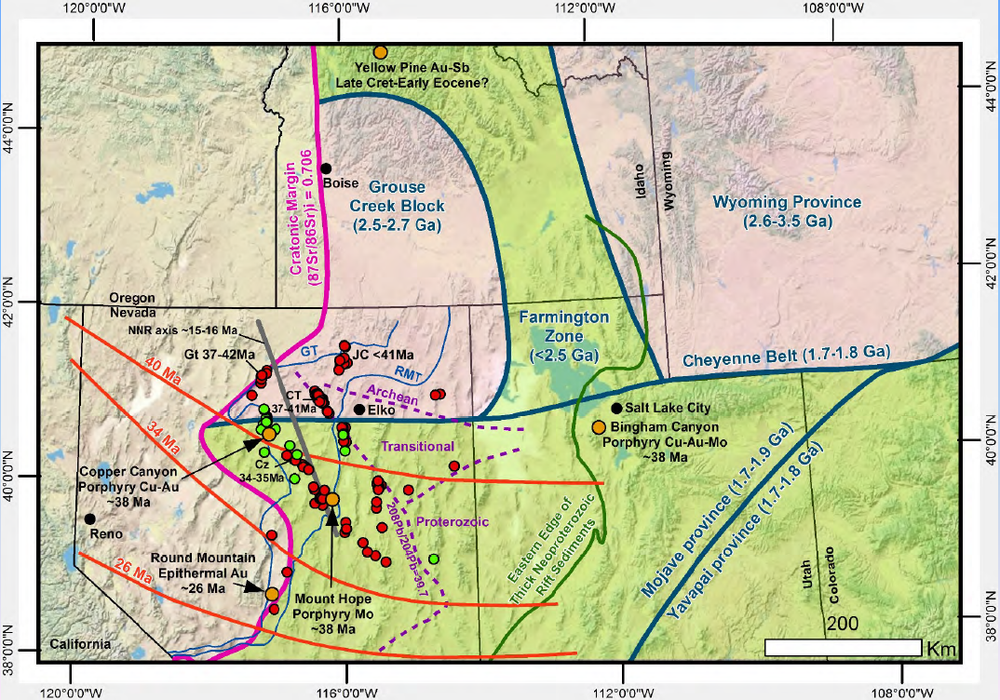 120°0'0"W
116°0'0"W
112°0'0"W
108°0'0"W
44°0'0"N
42°0'0"N
40°0'0"N
38°0'0"N
44°0'0"N
42°0'0"N
40°0'0"N
38°0'0"N
Yellow Pine Au-Sb
Late Cret-Early Eocene?
Cratonic Margin
(87Sr/86Sr)i = 0.706
Boise
Grouse
Creek Block
(2.5-2.7 Ga)
Idaho
Wyoming
Wyoming Province
(2.6-3.5 Ga)
Oregon
Nevada
NNR axis ~15-16 Ma
Gt 37-42Ma
GT
JC <41Ma
RMT
Farmington
Zone
(<2.5 Ga)
Cheyenne Belt (1.7-1.8 Ga)
40 Ma
CT
37-41Ma
Archean
Elko
Salt Lake City
Bingham Canyon
Porphyry Cu-Au-Mo
~38 Ma
34 Ma
Transitional
Cz
34-35Ma
Copper Canyon
Porphyry Cu-Au
~38 Ma
Reno
208Pb/204Pb=39.7
Proterozoic
Eastern Edge of
Thick Neoproterozoic
Rift Sediments
Mojave province (1.7-1.9 Ga)
Yavapai province (1.7-1.8 Ga)
Utah
Colorado
26 Ma
Round Mountain
Epithermal Au
~26 Ma
Mount Hope
Porphyry Mo
~38 Ma
California
200
Km
120°0'0"W
116°0'0"W
112°0'0"W
108°0'0"W